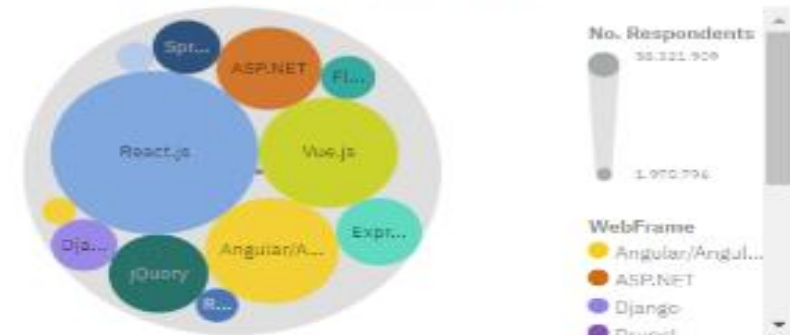 Spr...
ASP.NET
Fl...
React.js
Vue.js
Expr...
Dja...
Angular/A...
jQuery
R...
No. Respondents
WebFrame
Angular/Angul...
ASP.NET
Django
Drupal